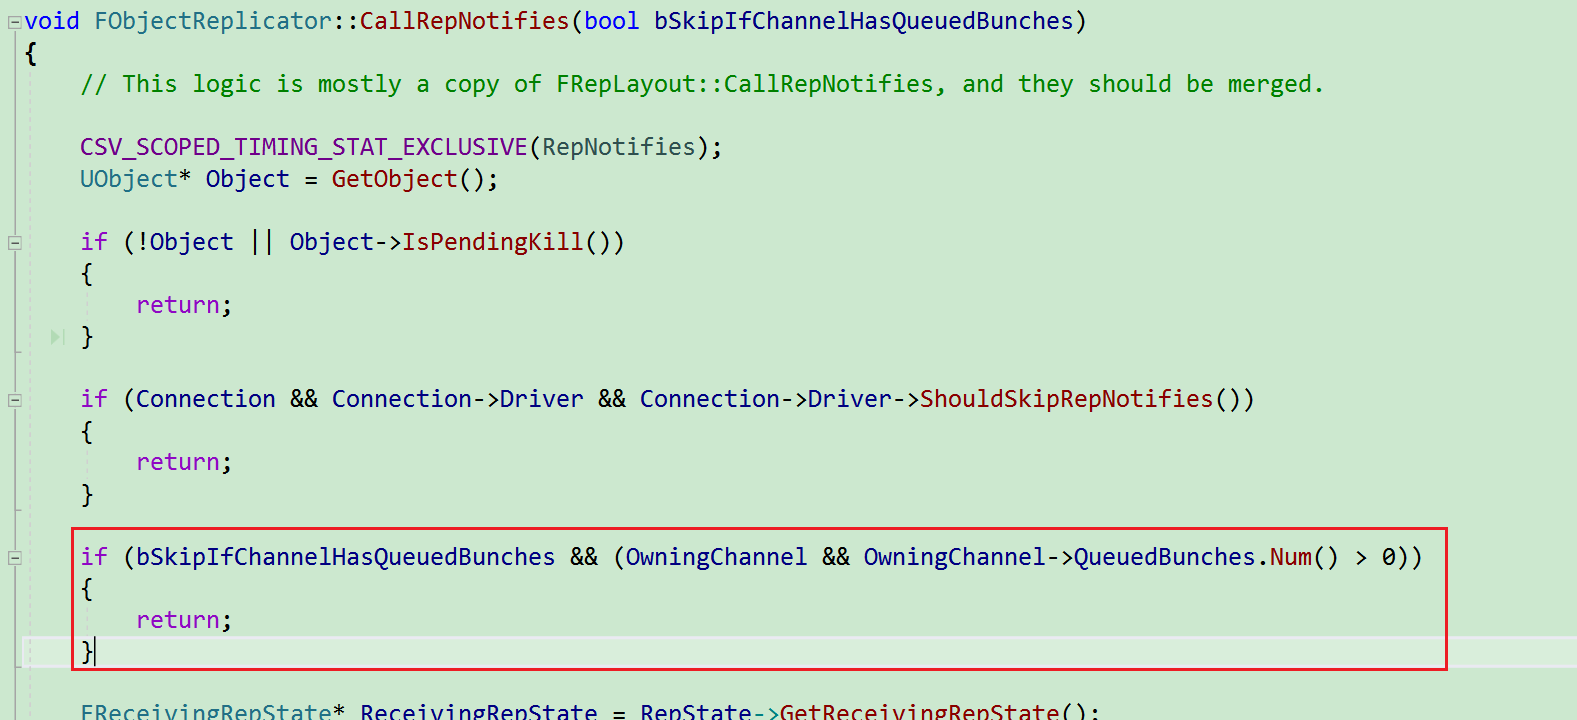 void FObjectReplicator::CallRepNotifies(bool bSkipIfChannelHasQueuedBunches)
{
// This logic is mostly a copy of FRepLayout::CallRepNotifies, and they should be merged.
CSV_SCOPED_TIMING_STAT_EXCLUSIVE(RepNotifies);
UObject* Object = GetObject();
if (!Object || Object->IsPendingKill())
{
return;
}
if (Connection && Connection->Driver && Connection->Driver->ShouldSkipRepNotifies())
{
return;
}
if (bSkipIfChannelHasQueuedBunches && (OwningChannel && OwningChannel->QueuedBunches.Num() > 0))
{
return;
}
FReceivingRepState* ReceivingRepState = RepState->GetReceivingRepState();